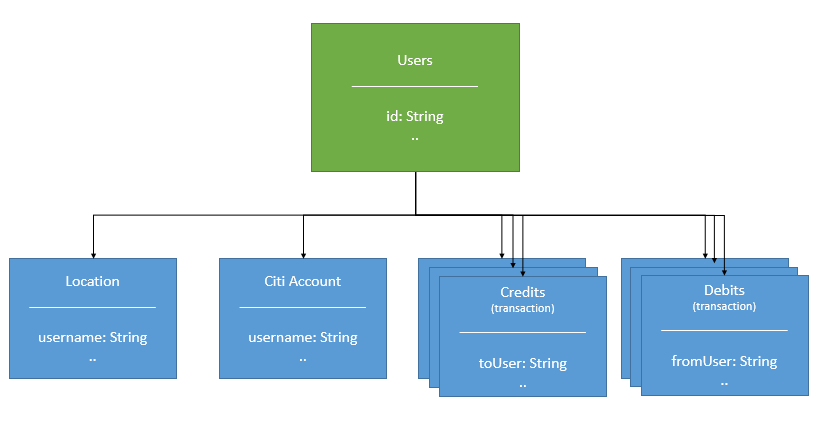 Users
id: String
..
Location
username: String
..
Citi Account
username: String
..
Credits
(transaction)
toUser: String
..
Debits
(transaction)
fromUser: String
..